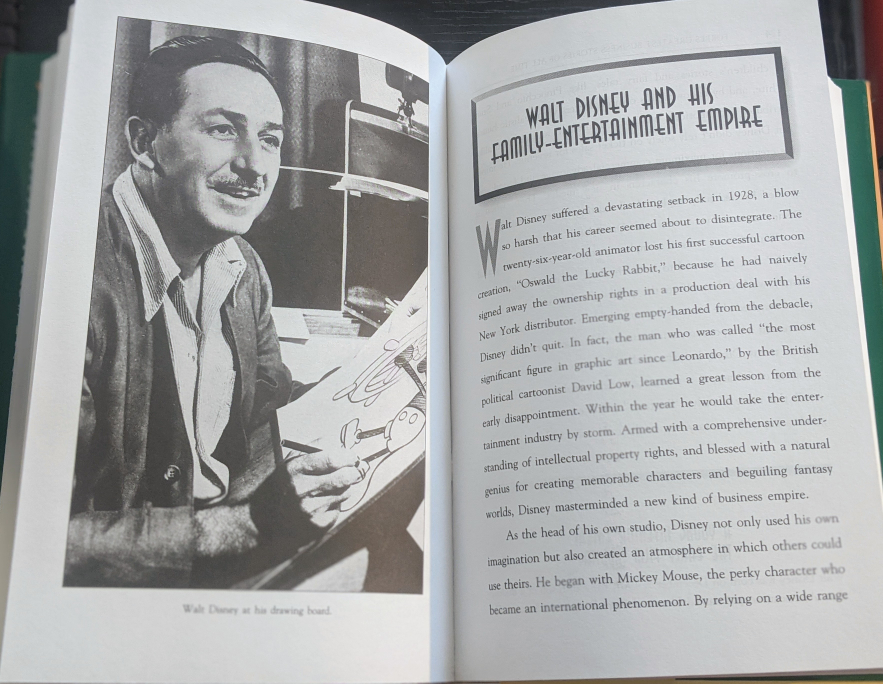 Walt Disney at his drawing board.
WALT DISNEY AND HIS
FAMILY-ENTERTAINMENT EMPIRE
Walt Disney suffered a devastating setback in 1928, a blow
so harsh that his career seemed about to disintegrate. The
twenty-six-year-old animator lost his first successful cartoon
creation, “Oswald the Lucky Rabbit,” because he had naively
signed away the ownership rights in a production deal with his
New York distributor. Emerging empty-handed from the debacle,
Disney didn't quit. In fact, the man who was called “the most
significant figure in graphic art since Leonardo,” by the British
political cartoonist David Low, learned a great lesson from the
early disappointment. Within the year he would take the enter-
tainment industry by storm. Armed with a comprehensive under-
standing of intellectual property rights, and blessed with a natural
genius for creating memorable characters and beguiling fantasy
worlds, Disney masterminded a new kind of business empire.
As the head of his own studio, Disney not only used his own
imagination but also created an atmosphere in which others could
use theirs. He began with Mickey Mouse, the perky character who
became an international phenomenon. By relying on a wide range